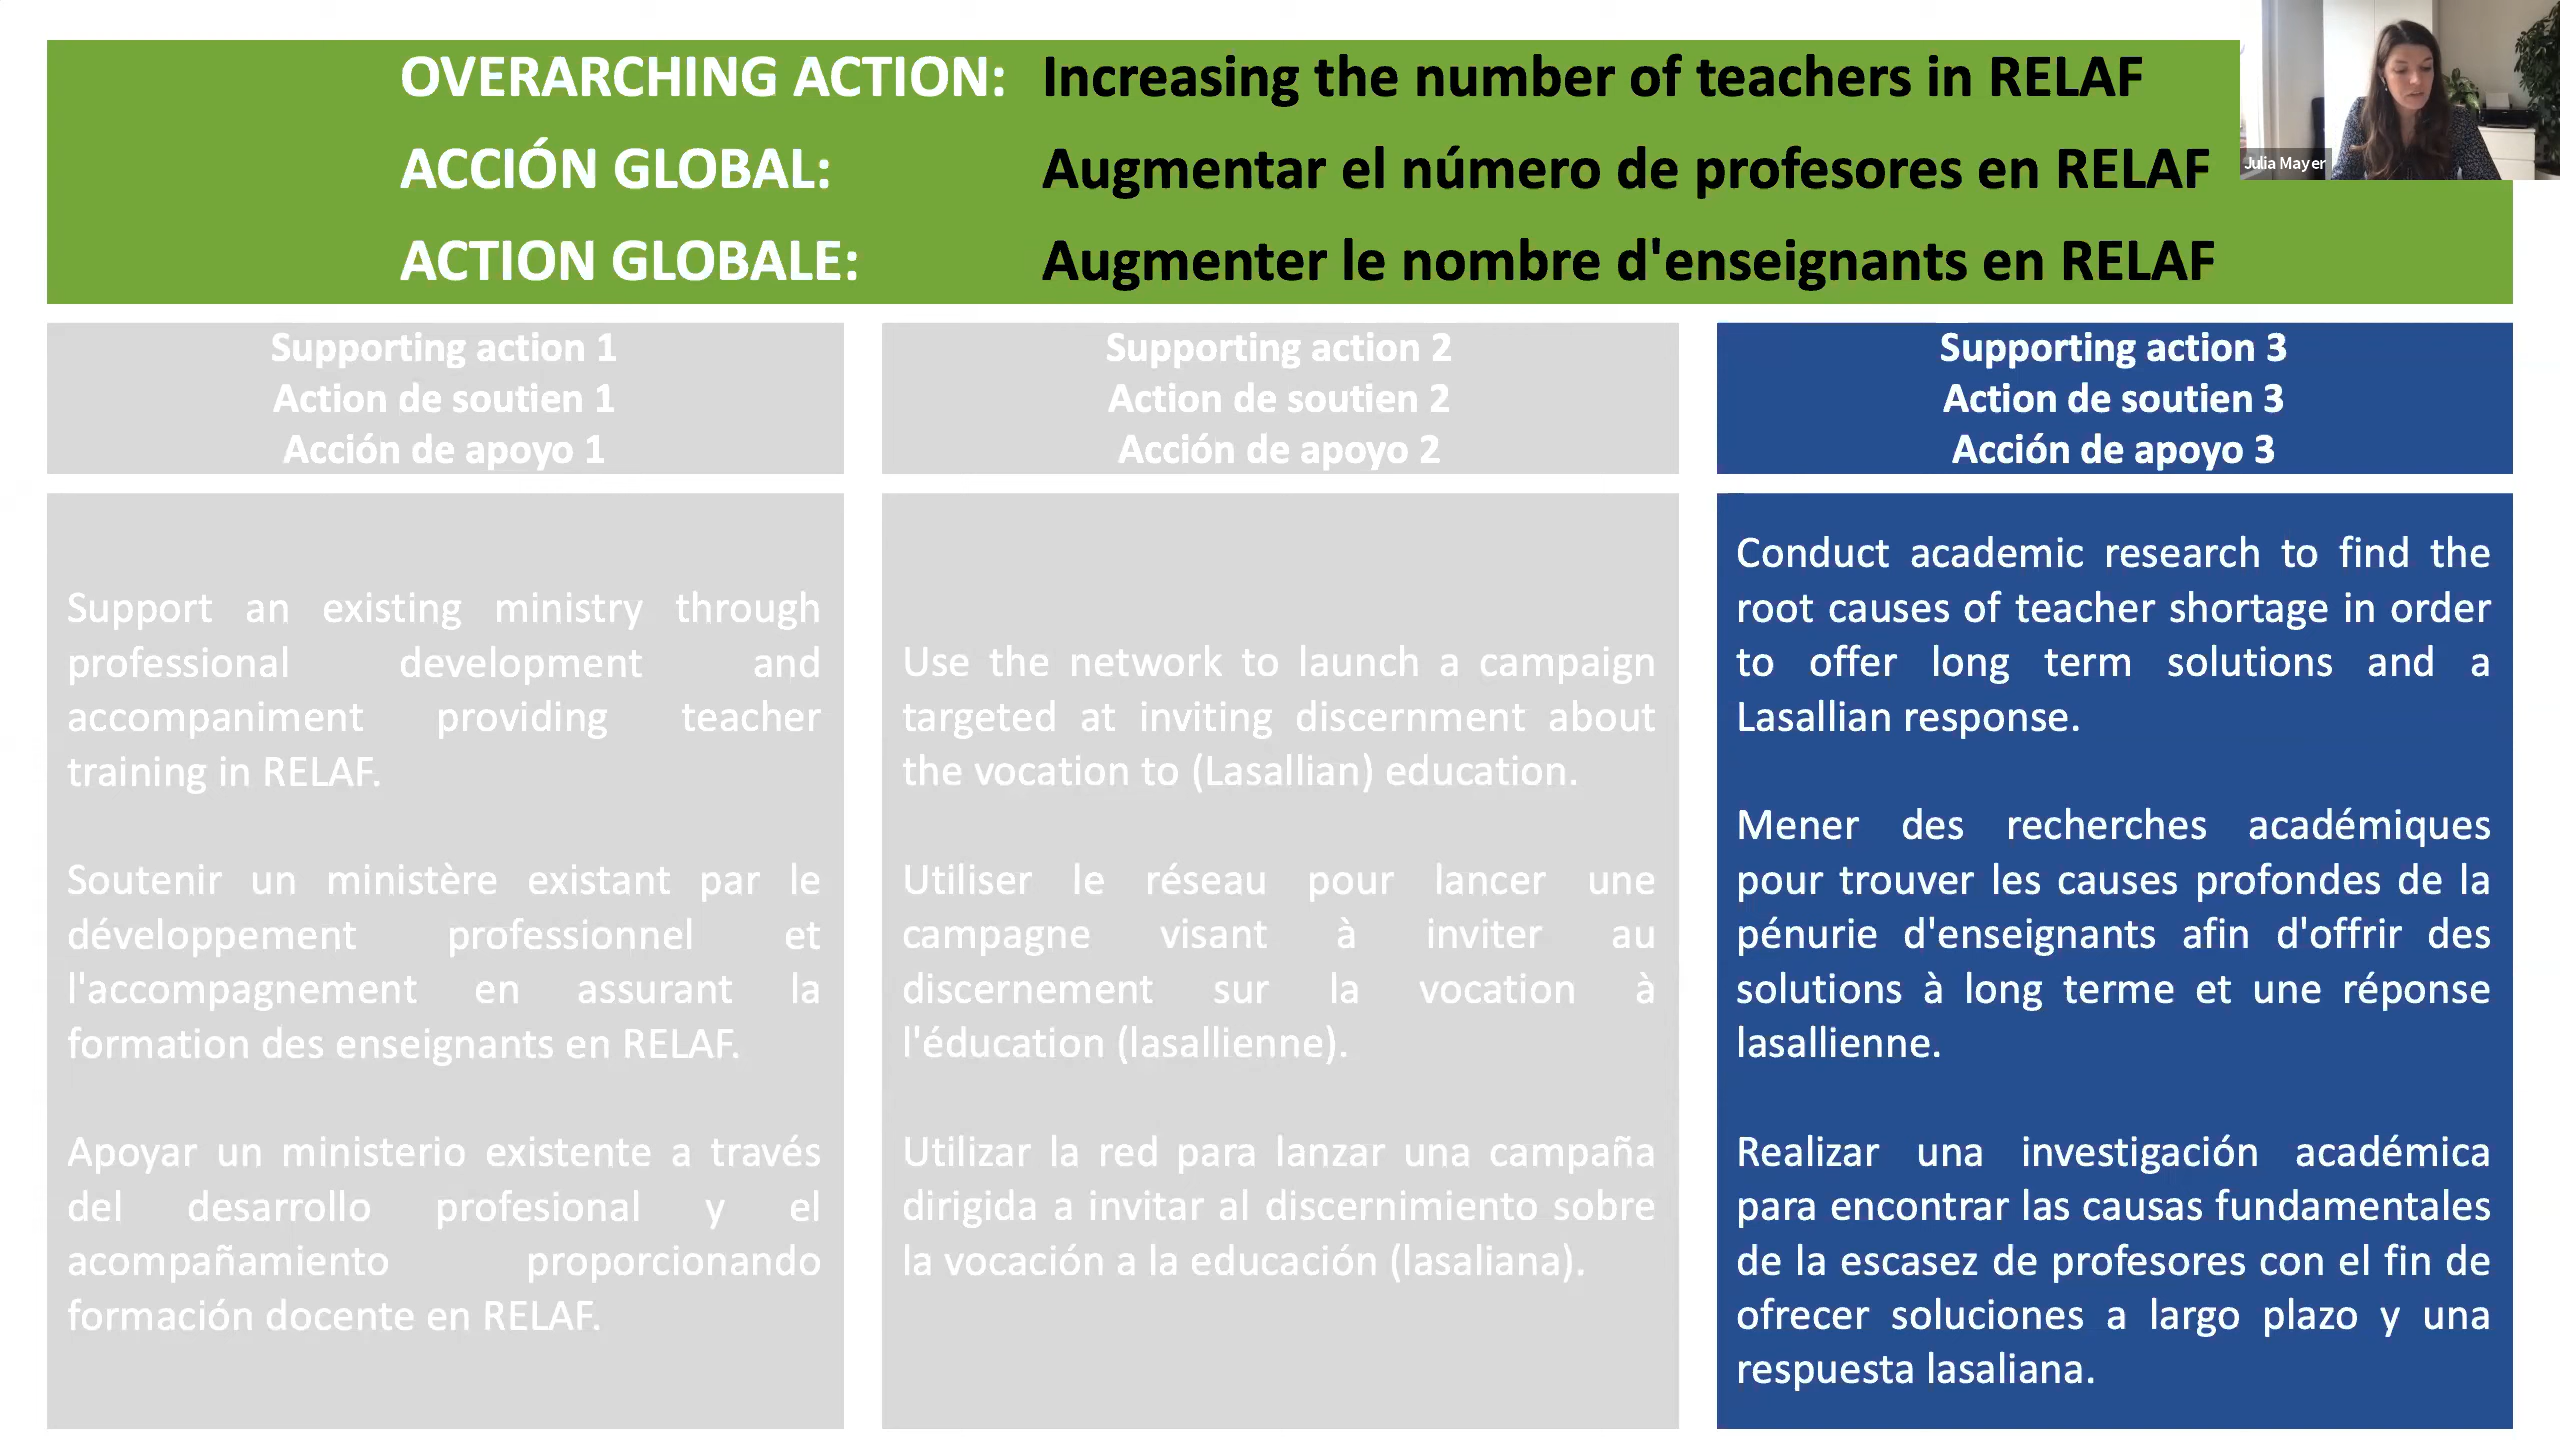 OVERARCHING ACTION: Increasing the number of teachers in RELAF
ACCIÓN GLOBAL: Augmentar el número de profesores en RELAF
ACTION GLOBALE: Augmenter le nombre d'enseignants en RELAF
Julia Mayer
Supporting action 1
Action de soutien 1
Acción de apoyo 1
Support an existing ministry through
professional development and
accompaniment providing teacher
training in RELAF.
Soutenir un ministère existant par le
développement professionnel et
l'accompagnement en assurant la
formation des enseignants en RELAF.
Apoyar un ministerio existente a través
del desarrollo profesional y el
acompañamiento proporcionando
formación docente en RELAF.
Supporting action 2
Action de soutien 2
Acción de apoyo 2
Use the network to launch a campaign
targeted at inviting discernment about
the vocation to (Lasallian) education.
Utiliser le réseau pour lancer une
campagne visant à inviter au
discernement sur la vocation à
l'éducation (lasallienne).
Utilizar la red para lanzar una campaña
dirigida a invitar al discernimiento sobre
la vocación a la educación (lasaliana).
Supporting action 3
Action de soutien 3
Acción de apoyo 3
Conduct academic research to find the
root causes of teacher shortage in order
to offer long term solutions and a
Lasallian response.
Mener des recherches académiques
pour trouver les causes profondes de la
pénurie d'enseignants afin d'offrir des
solutions à long terme et une réponse
lasallienne.
Realizar una investigación académica
para encontrar las causas fundamentales
de la escasez de profesores con el fin de
ofrecer soluciones a largo plazo y una
respuesta lasaliana.